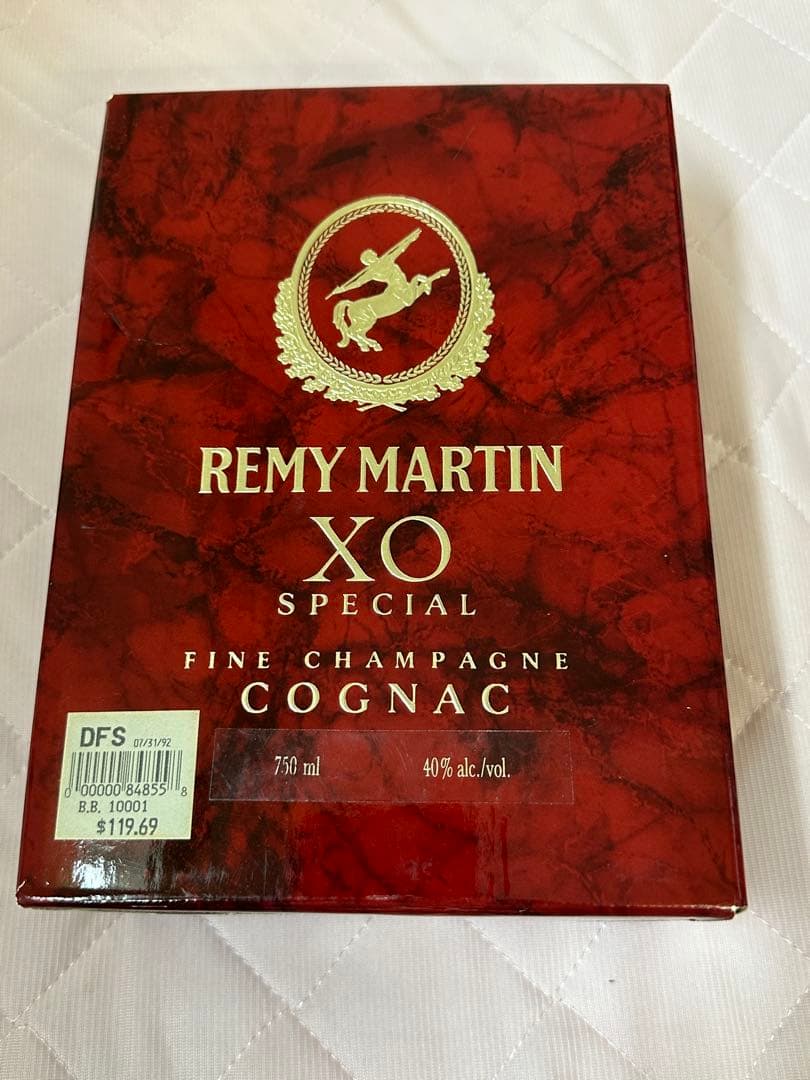 REMY MARTIN
XO
SPECIAL
FINE CHAMPAGNE
COGNAC
750 ml 40% alc./vol.
DFS 07/31/92
0 00000 84855 8
B.B. 10001
$119.69